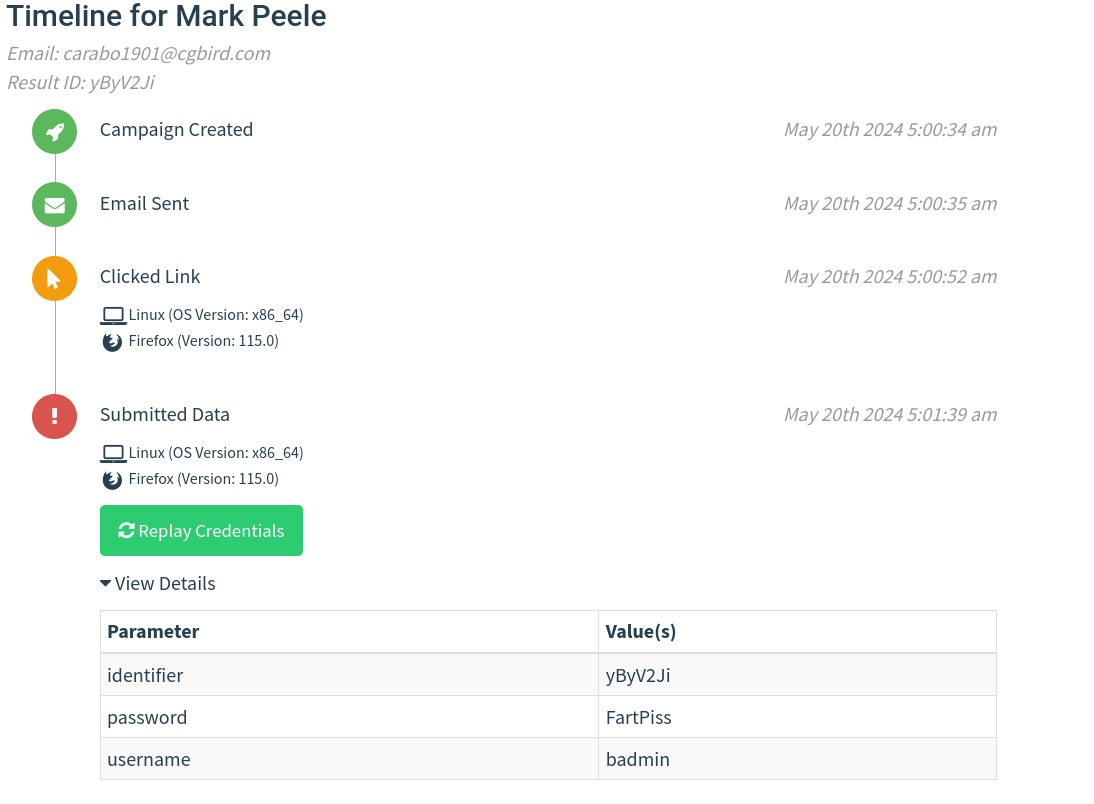 Timeline for Mark Peele
Email: carabo1901@cgbird.com
Result ID: yByV2Ji
Campaign Created May 20th 2024 5:00:34 am
Email Sent May 20th 2024 5:00:35 am
Clicked Link May 20th 2024 5:00:52 am
Linux (OS Version: x86_64)
Firefox (Version: 115.0)
Submitted Data May 20th 2024 5:01:39 am
Linux (OS Version: x86_64)
Firefox (Version: 115.0)
Replay Credentials
View Details
Parameter Value(s)
identifier yByV2Ji
password FartPiss
username badmin